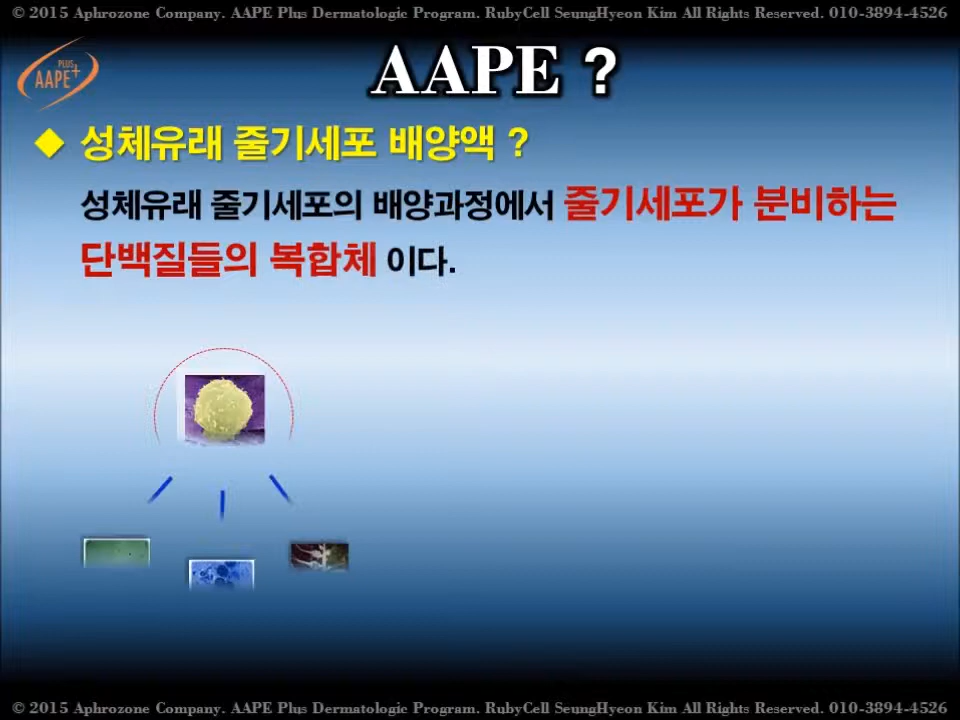 © 2015 Aphrozone Company. AAPE Plus Dermatologic Program. RubyCell SeungHyeon Kim All Rights Reserved. 010-3894-4526
PLUS
AAPE+
AAPE ?
성체유래 줄기세포 배양액 ?
성체유래 줄기세포의 배양과정에서 줄기세포가 분비하는
단백질들의 복합체 이다.
© 2015 Aphrozone Company. AAPE Plus Dermatologic Program. RubyCell SeungHyeon Kim All Rights Reserved. 010-3894-4526